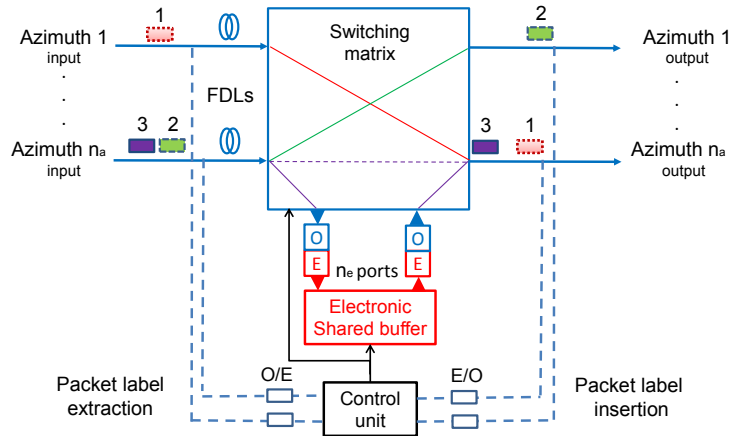 1
2
Azimuth 1
input
Switching
matrix
Azimuth 1
output
.
.
.
FDLs
.
.
.
3 2
3 1
Azimuth na
input
Azimuth na
output
O
O
E
E
ne ports
Electronic
Shared buffer
O/E
E/O
Packet label
extraction
Control
unit
Packet label
insertion